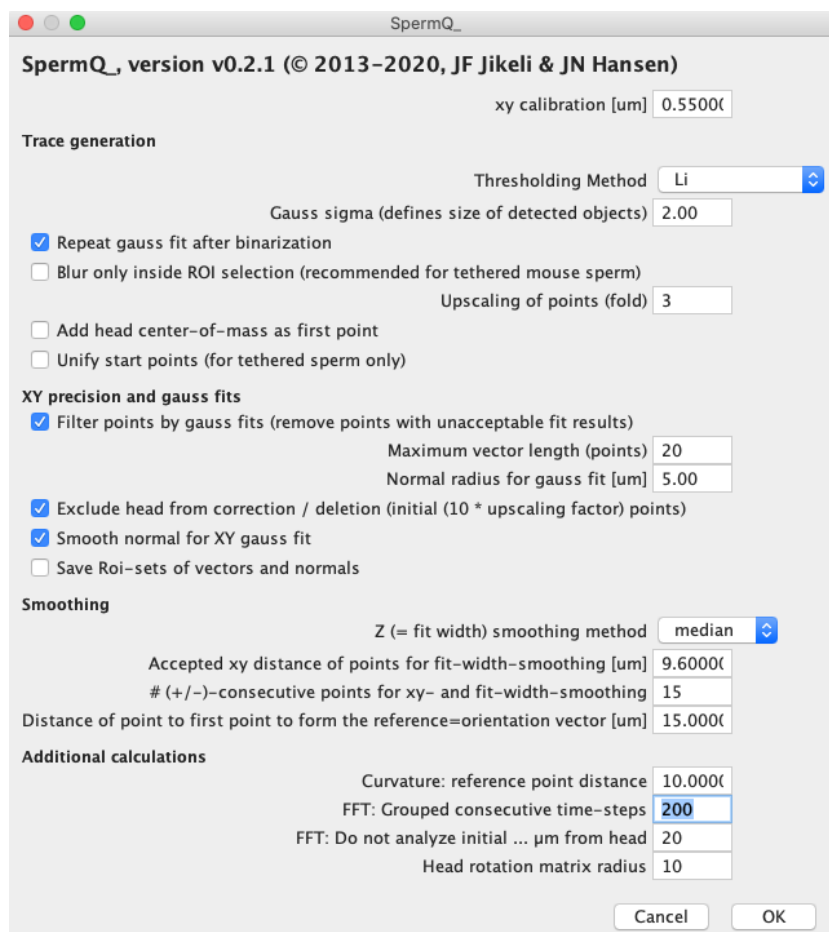 SpermQ_
SpermQ_, version v0.2.1 (© 2013–2020, JF Jikeli & JN Hansen)
xy calibration [um] 0.5500(
Trace generation
Thresholding Method Li
Gauss sigma (defines size of detected objects) 2.00
Repeat gauss fit after binarization
Blur only inside ROI selection (recommended for tethered mouse sperm)
Upscaling of points (fold) 3
Add head center-of-mass as first point
Unify start points (for tethered sperm only)
XY precision and gauss fits
Filter points by gauss fits (remove points with unacceptable fit results)
Maximum vector length (points) 20
Normal radius for gauss fit [um] 5.00
Exclude head from correction / deletion (initial (10 * upscaling factor) points)
Smooth normal for XY gauss fit
Save Roi-sets of vectors and normals
Smoothing
Z (= fit width) smoothing method median
Accepted xy distance of points for fit-width-smoothing [um] 9.6000(
# (+/-)-consecutive points for xy- and fit-width-smoothing 15
Distance of point to first point to form the reference=orientation vector [um] 15.000(
Additional calculations
Curvature: reference point distance 10.000(
FFT: Grouped consecutive time-steps 200
FFT: Do not analyze initial ... µm from head 20
Head rotation matrix radius 10
Cancel OK